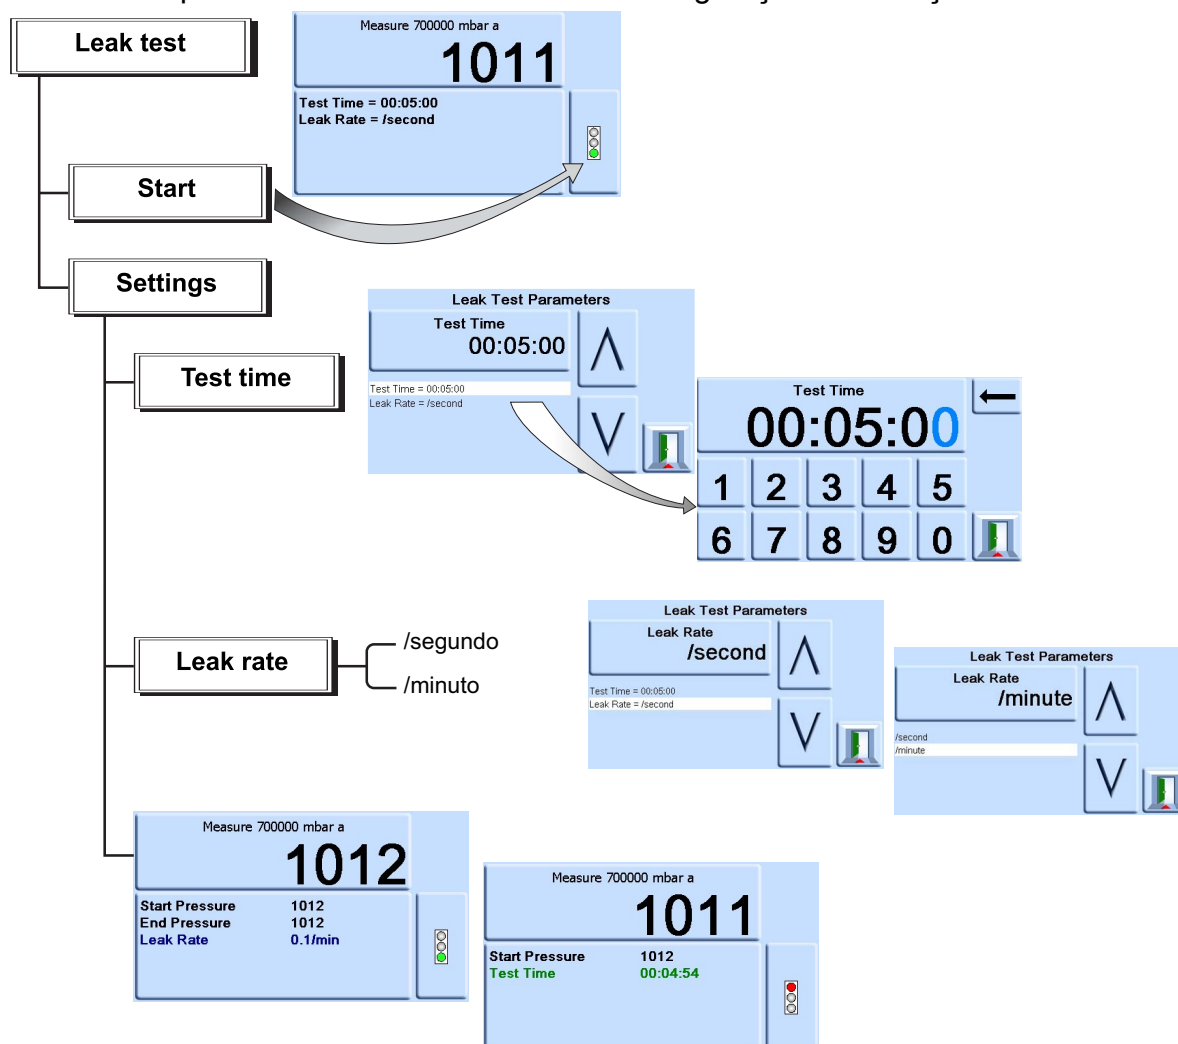 Leak test
Measure 700000 mbar a
1011
Test Time = 00:05:00
Leak Rate = /second
Start
Settings
Leak Test Parameters
Test Time
00:05:00
Test Time = 00:05:00
Leak Rate = /second
Test time
Test Time
00:05:00
1 2 3 4 5
6 7 8 9 0
Leak rate
/segundo
/minuto
Leak Test Parameters
Leak Rate
/second
Test Time = 00:05:00
Leak Rate = /second
Leak Test Parameters
Leak Rate
/minute
/second
/minute
Measure 700000 mbar a
1012
Start Pressure 1012
End Pressure 1012
Leak Rate 0.1/min
Measure 700000 mbar a
1011
Start Pressure 1012
Test Time 00:04:54